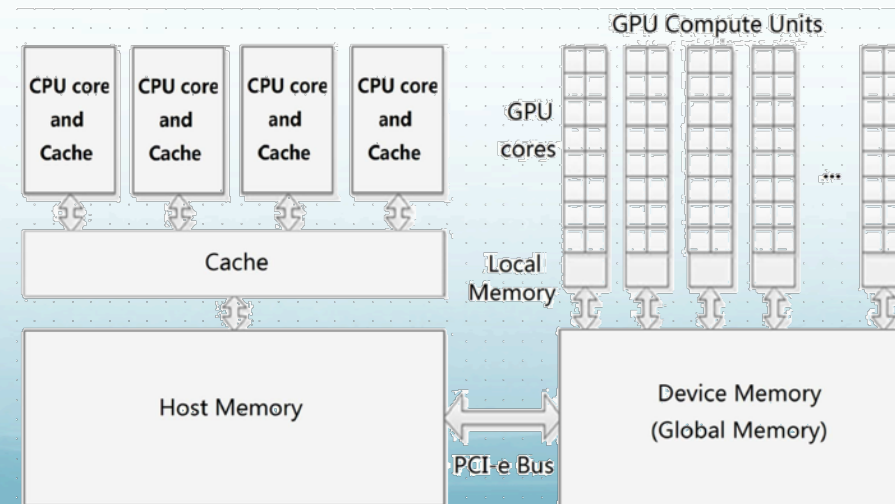 GPU Compute Units
CPU core
and
Cache
CPU core
and
Cache
CPU core
and
Cache
CPU core
and
Cache
GPU
cores
...
Cache
Local
Memory
Host Memory
Device Memory
(Global Memory)
PCI-e Bus